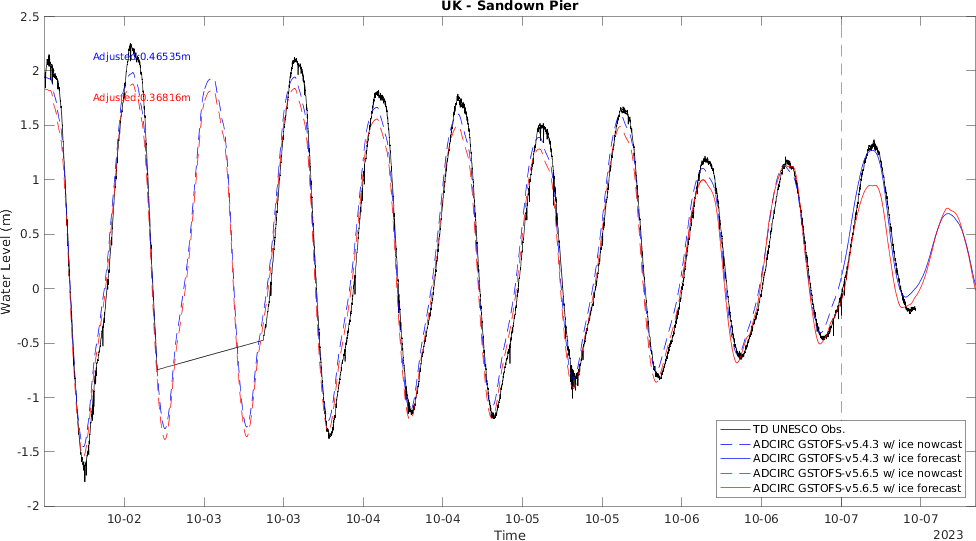 UK - Sandown Pier
2.5
2
1.5
1
0.5
0
-0.5
-1
-1.5
-2
Water Level (m)
Adjusted:0.46535m
Adjusted:0.36816m
TD UNESCO Obs.
ADCIRC GSTOFS-v5.4.3 w/ ice nowcast
ADCIRC GSTOFS-v5.4.3 w/ ice forecast
ADCIRC GSTOFS-v5.6.5 w/ ice nowcast
ADCIRC GSTOFS-v5.6.5 w/ ice forecast
10-02 10-03 10-03 10-04 10-04 10-05 10-05 10-06 10-06 10-07 10-07
Time
2023